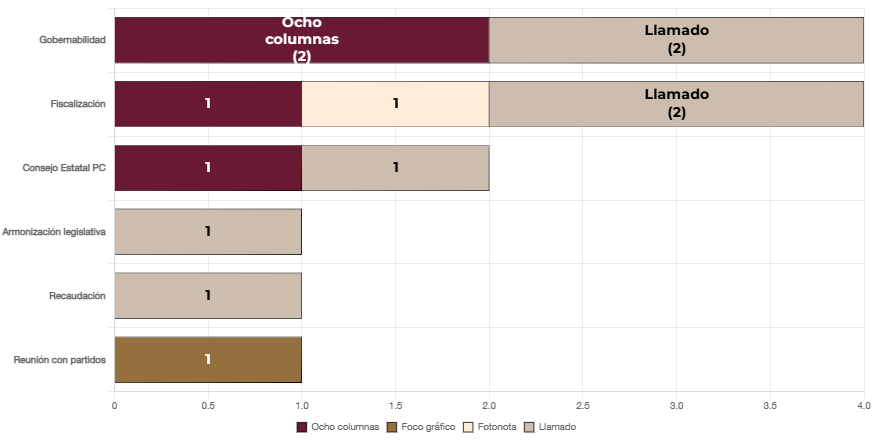 Gobernabilidad
Ocho
columnas
(2)
Llamado
(2)
Fiscalización
1
1
Llamado
(2)
Consejo Estatal PC
1
1
Armonización legislativa
1
Recaudación
1
Reunión con partidos
1
0 0.5 1.0 1.5 2.0 2.5 3.0 3.5 4.0
Ocho columnas Foco gráfico Fotonota Llamado